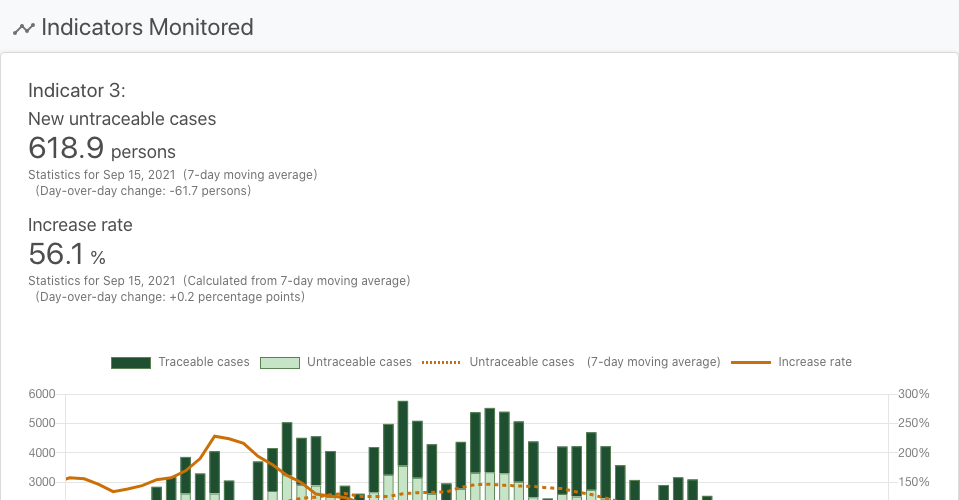 Indicators Monitored
Indicator 3:
New untraceable cases
618.9 persons
Statistics for Sep 15, 2021 (7-day moving average)
(Day-over-day change: -61.7 persons)
Increase rate
56.1 %
Statistics for Sep 15, 2021 (Calculated from 7-day moving average)
(Day-over-day change: +0.2 percentage points)
Traceable cases Untraceable cases Untraceable cases (7-day moving average) Increase rate
6000 300%
5000 250%
4000 200%
3000 150%